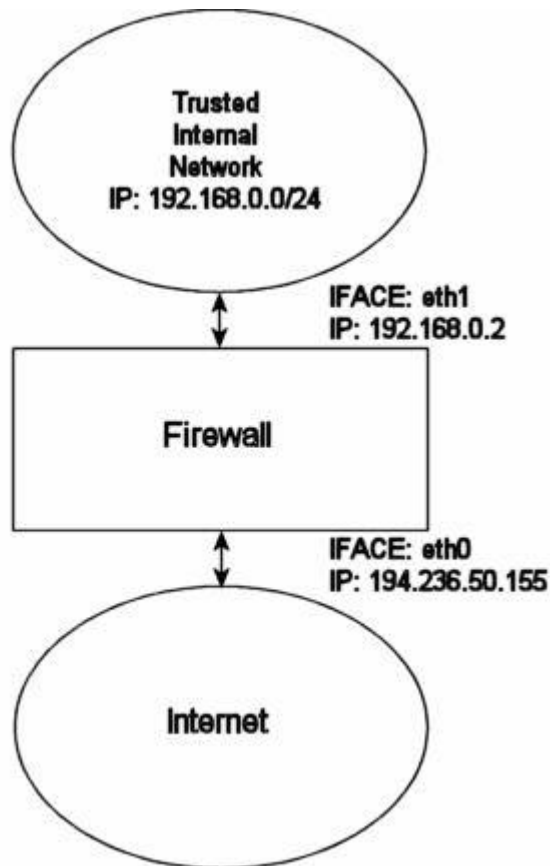 Trusted
Internal
Network
IP: 192.168.0.0/24
IFACE: eth1
IP: 192.168.0.2
Firewall
IFACE: eth0
IP: 194.236.50.155
Internet